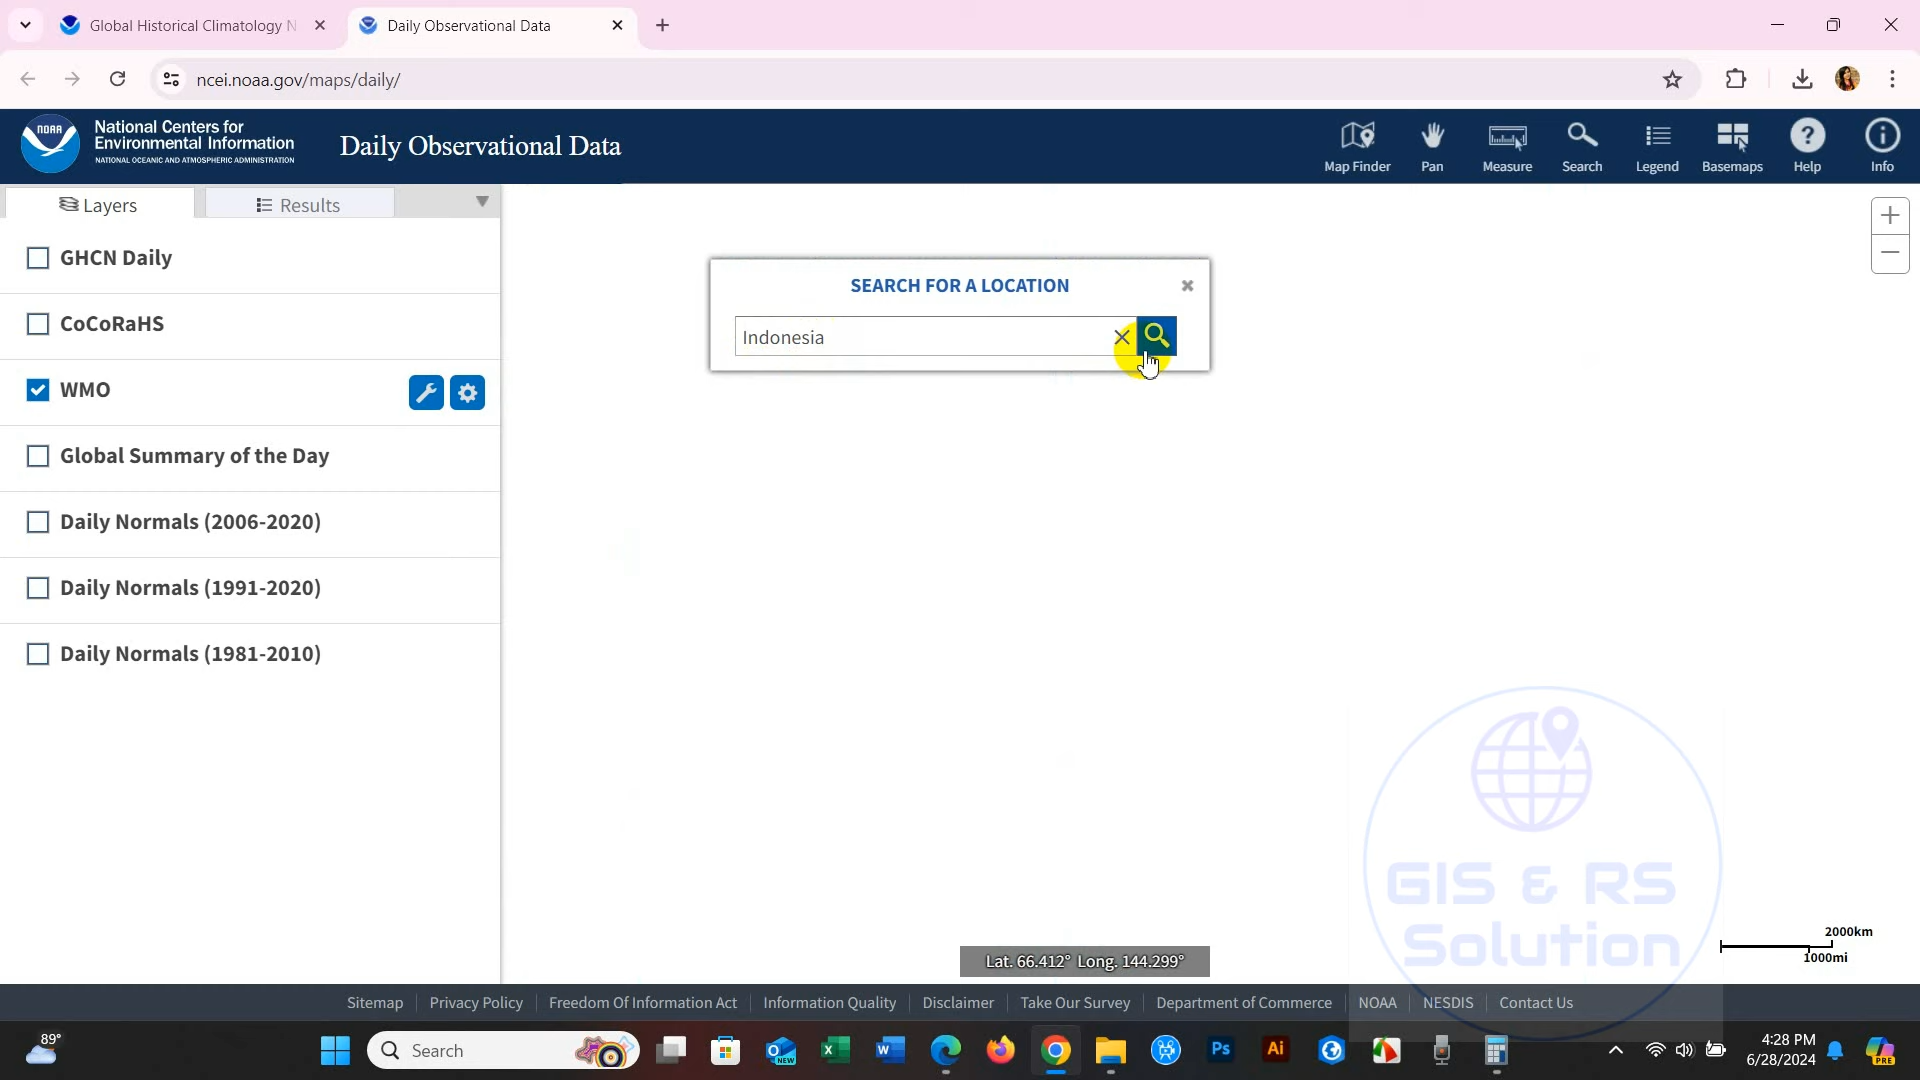 Global Historical Climatology N
Daily Observational Data
ncei.noaa.gov/maps/daily/
NOAA
National Centers for
Environmental Information
NATIONAL OCEANIC AND ATMOSPHERIC ADMINISTRATION
Daily Observational Data
Map Finder
Pan
Measure
Search
Legend
Basemaps
Help
Info
Layers
Results
GHCN Daily
CoCoRaHS
WMO
Global Summary of the Day
Daily Normals (2006-2020)
Daily Normals (1991-2020)
Daily Normals (1981-2010)
SEARCH FOR A LOCATION
Indonesia
GIS & RS
Solution
2000km
1000mi
Lat. 66.412° Long. 144.299°
Sitemap
Privacy Policy
Freedom Of Information Act
Information Quality
Disclaimer
Take Our Survey
Department of Commerce
NOAA
NESDIS
Contact Us
89°
Search
NEW
Ps
Ai
4:28 PM
6/28/2024
PRE